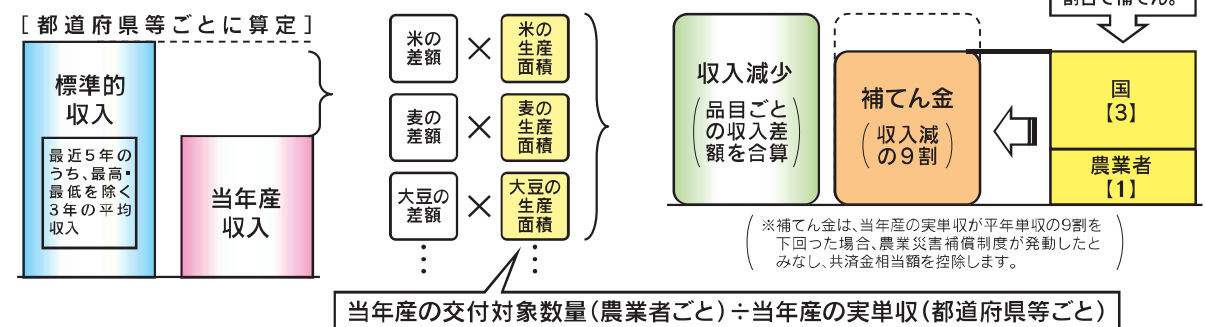 [都道府県等ごとに算定]
標準的
収入
最近5年の
うち、最高・
最低を除く
3年の平均
収入
当年産
収入
米の
差額
×
米の
生産
面積
麦の
差額
×
麦の
生産
面積
大豆の
差額
×
大豆の
生産
面積
当年産の交付対象数量(農業者ごと)÷当年産の実単収(都道府県等ごと)
収入減少
(品目ごと
の収入差
額を合算)
補てん金
(収入減
の9割)
国
【3】
農業者
【1】
(※補てん金は、当年産の実単収が平年単収の9割を
下回った場合、農業災害補償制度が発動したと
みなし、共済金相当額を控除します。)